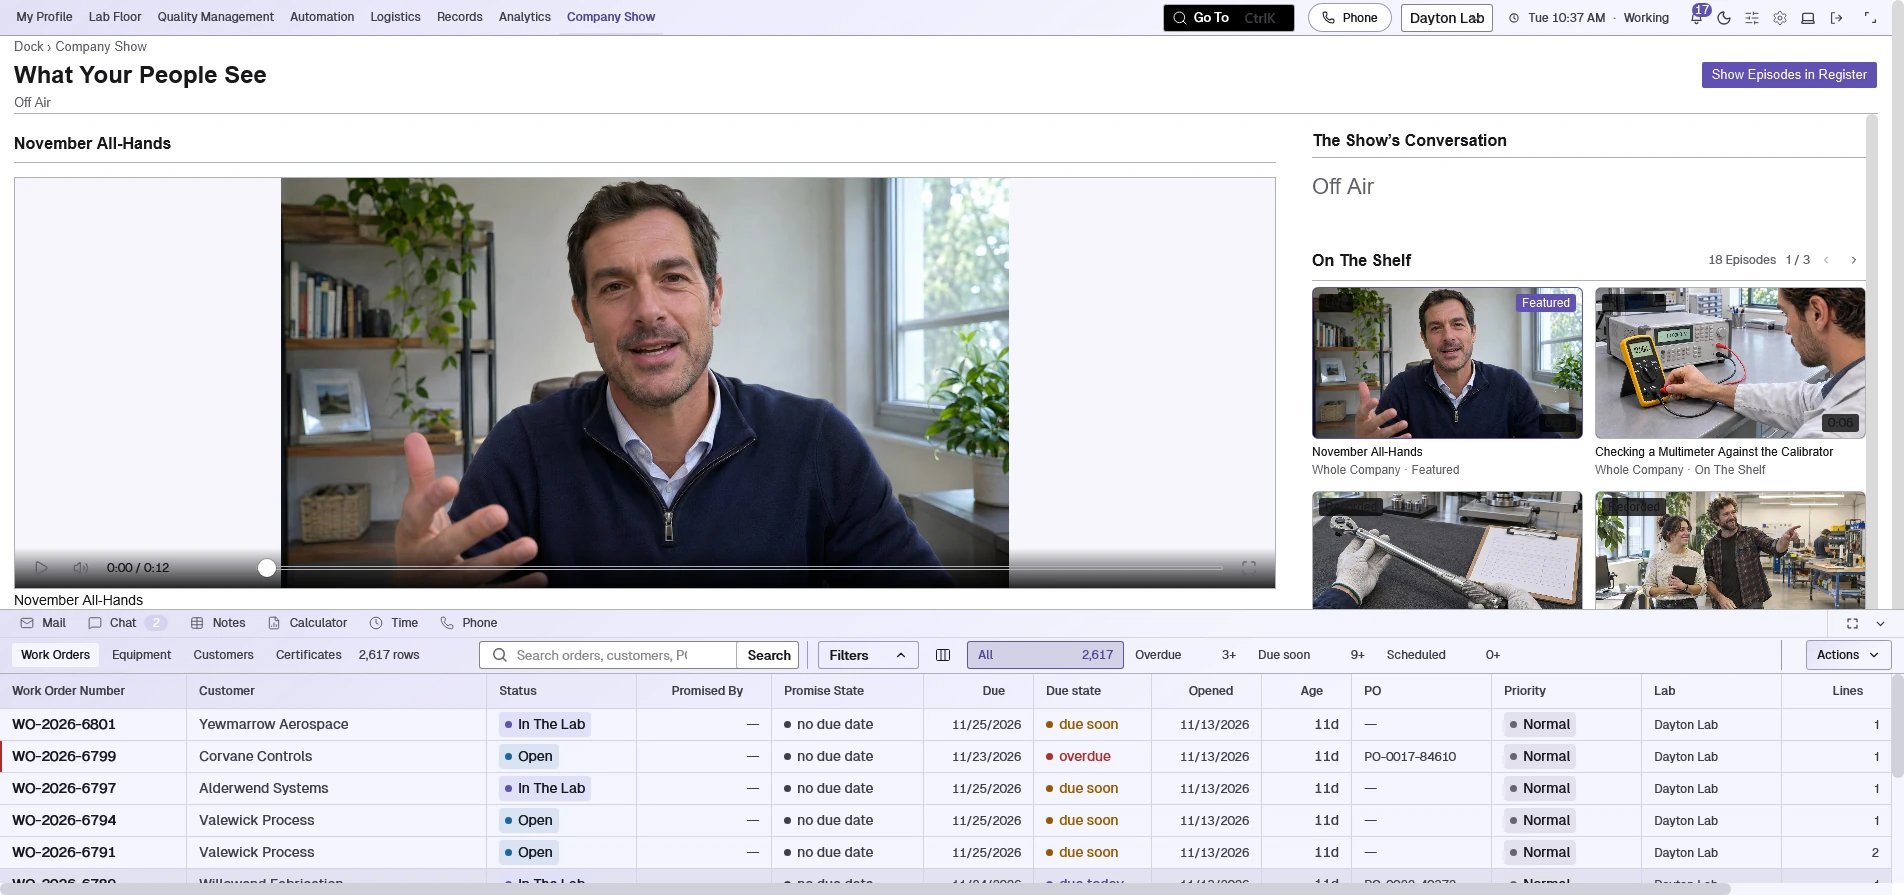 My Profile Lab Floor Quality Management Automation Logistics Records Analytics Company Show Go To CtrlK Phone Dayton Lab Tue 10:37 AM · Working 17
Dock › Company Show
What Your People See
Show Episodes in Register
Off Air
November All-Hands
The Show's Conversation
Off Air
On The Shelf 18 Episodes 1 / 3
Featured
0:06
November All-Hands
Whole Company · Featured
Checking a Multimeter Against the Calibrator
Whole Company · On The Shelf
Recorded
0:00 / 0:12
November All-Hands
Mail Chat 2 Notes Calculator Time Phone
Work Orders Equipment Customers Certificates 2,617 rows Search orders, customers, P Search Filters All 2,617 Overdue 3+ Due soon 9+ Scheduled 0+ Actions
Work Order Number Customer Status Promised By Promise State Due Due state Opened Age PO Priority Lab Lines
WO-2026-6801 Yewmarrow Aerospace In The Lab — no due date 11/25/2026 due soon 11/13/2026 11d — Normal Dayton Lab 1
WO-2026-6799 Corvane Controls Open — no due date 11/23/2026 overdue 11/13/2026 11d PO-0017-84610 Normal Dayton Lab 1
WO-2026-6797 Alderwend Systems In The Lab — no due date 11/25/2026 due soon 11/13/2026 11d — Normal Dayton Lab 1
WO-2026-6794 Valewick Process Open — no due date 11/25/2026 due soon 11/13/2026 11d — Normal Dayton Lab 1
WO-2026-6791 Valewick Process Open — no due date 11/25/2026 due soon 11/13/2026 11d — Normal Dayton Lab 2